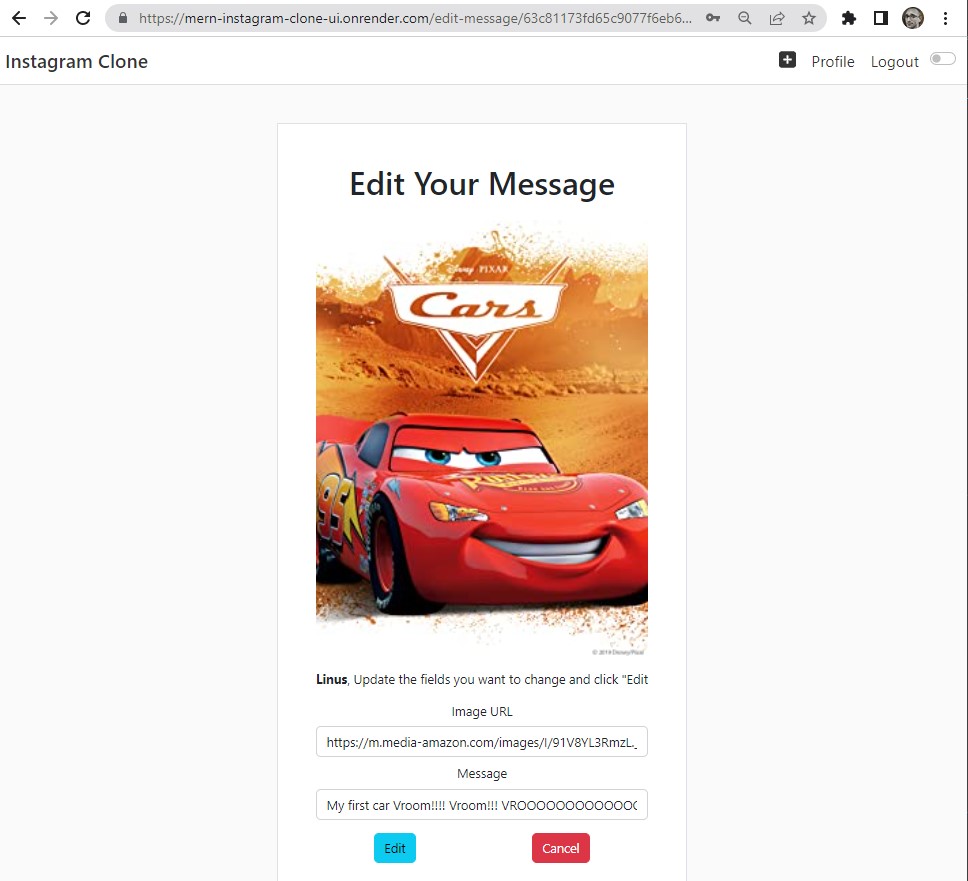 https://mern-instagram-clone-ui.onrender.com/edit-message/63c81173fd65c9077f6eb6...
Instagram Clone
Profile Logout
Edit Your Message
Disney PIXAR
Cars
95
© 2019 Disney/Pixar
Linus, Update the fields you want to change and click "Edit
Image URL
https://m.media-amazon.com/images/I/91V8YL3RmzL._
Message
My first car Vroom!!!! Vroom!!! VROOOOOOOOOOOOO
Edit Cancel